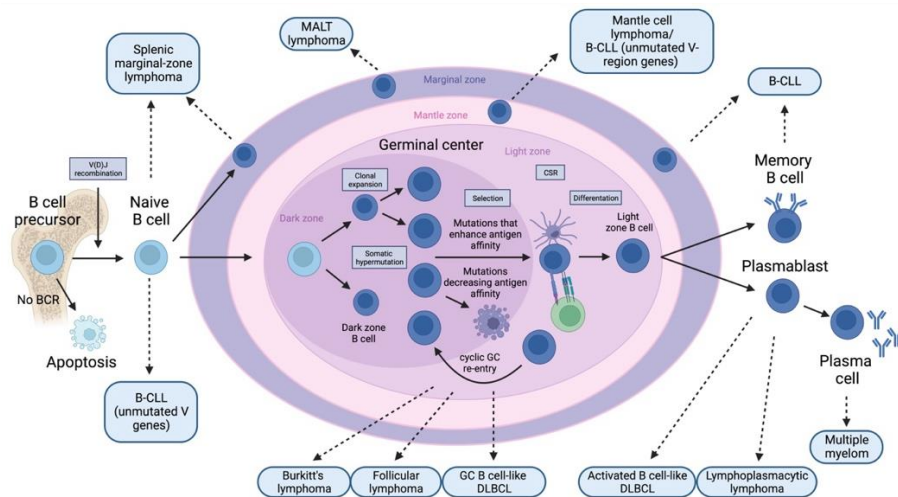 MALT
lymphoma
Mantle cell
lymphoma/
B-CLL (unmutated V-
region genes)
Splenic
marginal-zone
lymphoma
B-CLL
Marginal zone
Mantle zone
Light zone
Germinal center
Dark zone
V(D)J
recombination
B cell
precursor
Naive
B cell
No BCR
Apoptosis
B-CLL
(unmutated V
genes)
Clonal
expansion
Somatic
hypermutation
Dark zone
B cell
Selection
Mutations that
enhance antigen
affinity
Mutations
decreasing antigen
affinity
cyclic GC
re-entry
CSR
Differentation
Light
zone B cell
Memory
B cell
Plasmablast
Plasma
cell
Multiple
myelom
Burkitt's
lymphoma
Follicular
lymphoma
GC B cell-like
DLBCL
Activated B cell-like
DLBCL
Lymphoplasmacytic
lymphoma